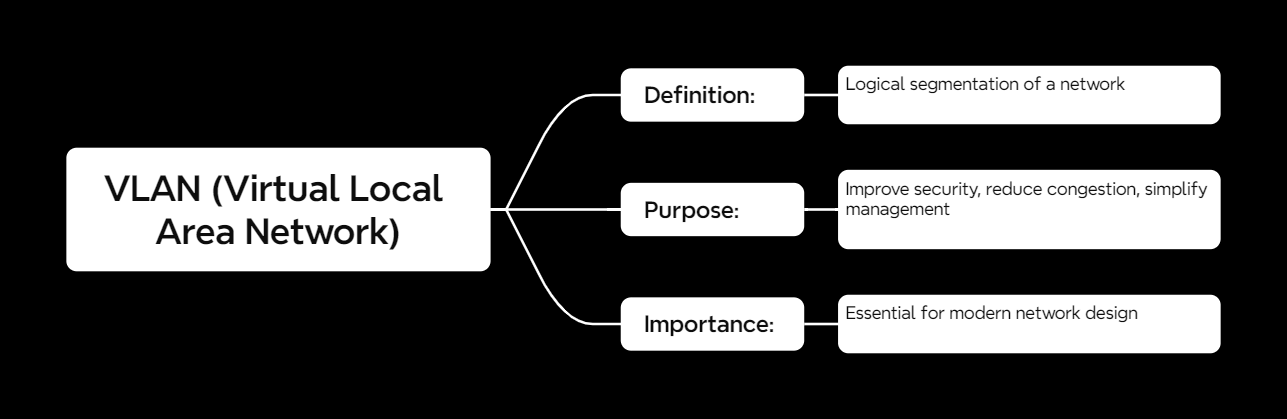 VLAN (Virtual Local
Area Network)
Definition:
Logical segmentation of a network
Purpose:
Improve security, reduce congestion, simplify
management
Importance:
Essential for modern network design